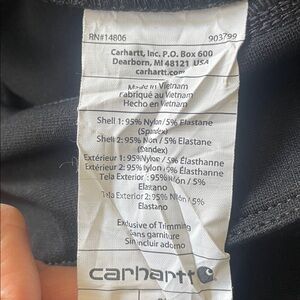 RN#14806 903799
Carhartt, Inc. P.O. Box 600
Dearborn, MI 48121 USA
carhartt.com
Made in Vietnam
Fabriqué au Vietnam
Hecho en Vietnam
Shell 1: 95% Nylon / 5% Elastane
(Spandex)
Shell 2: 95% Nylon / 5% Elastane
(Spandex)
Extérieur 1: 95% Nylon / 5% Élasthanne
Extérieur 2: 95% Nylon / 5% Élasthanne
Tela Exterior 1: 95% Nilón / 5%
Elastano
Tela Exterior 2: 95% Nilón / 5%
Elastano
Exclusive of Trimming
Sans garniture
Sin incluir adorno
carhartt